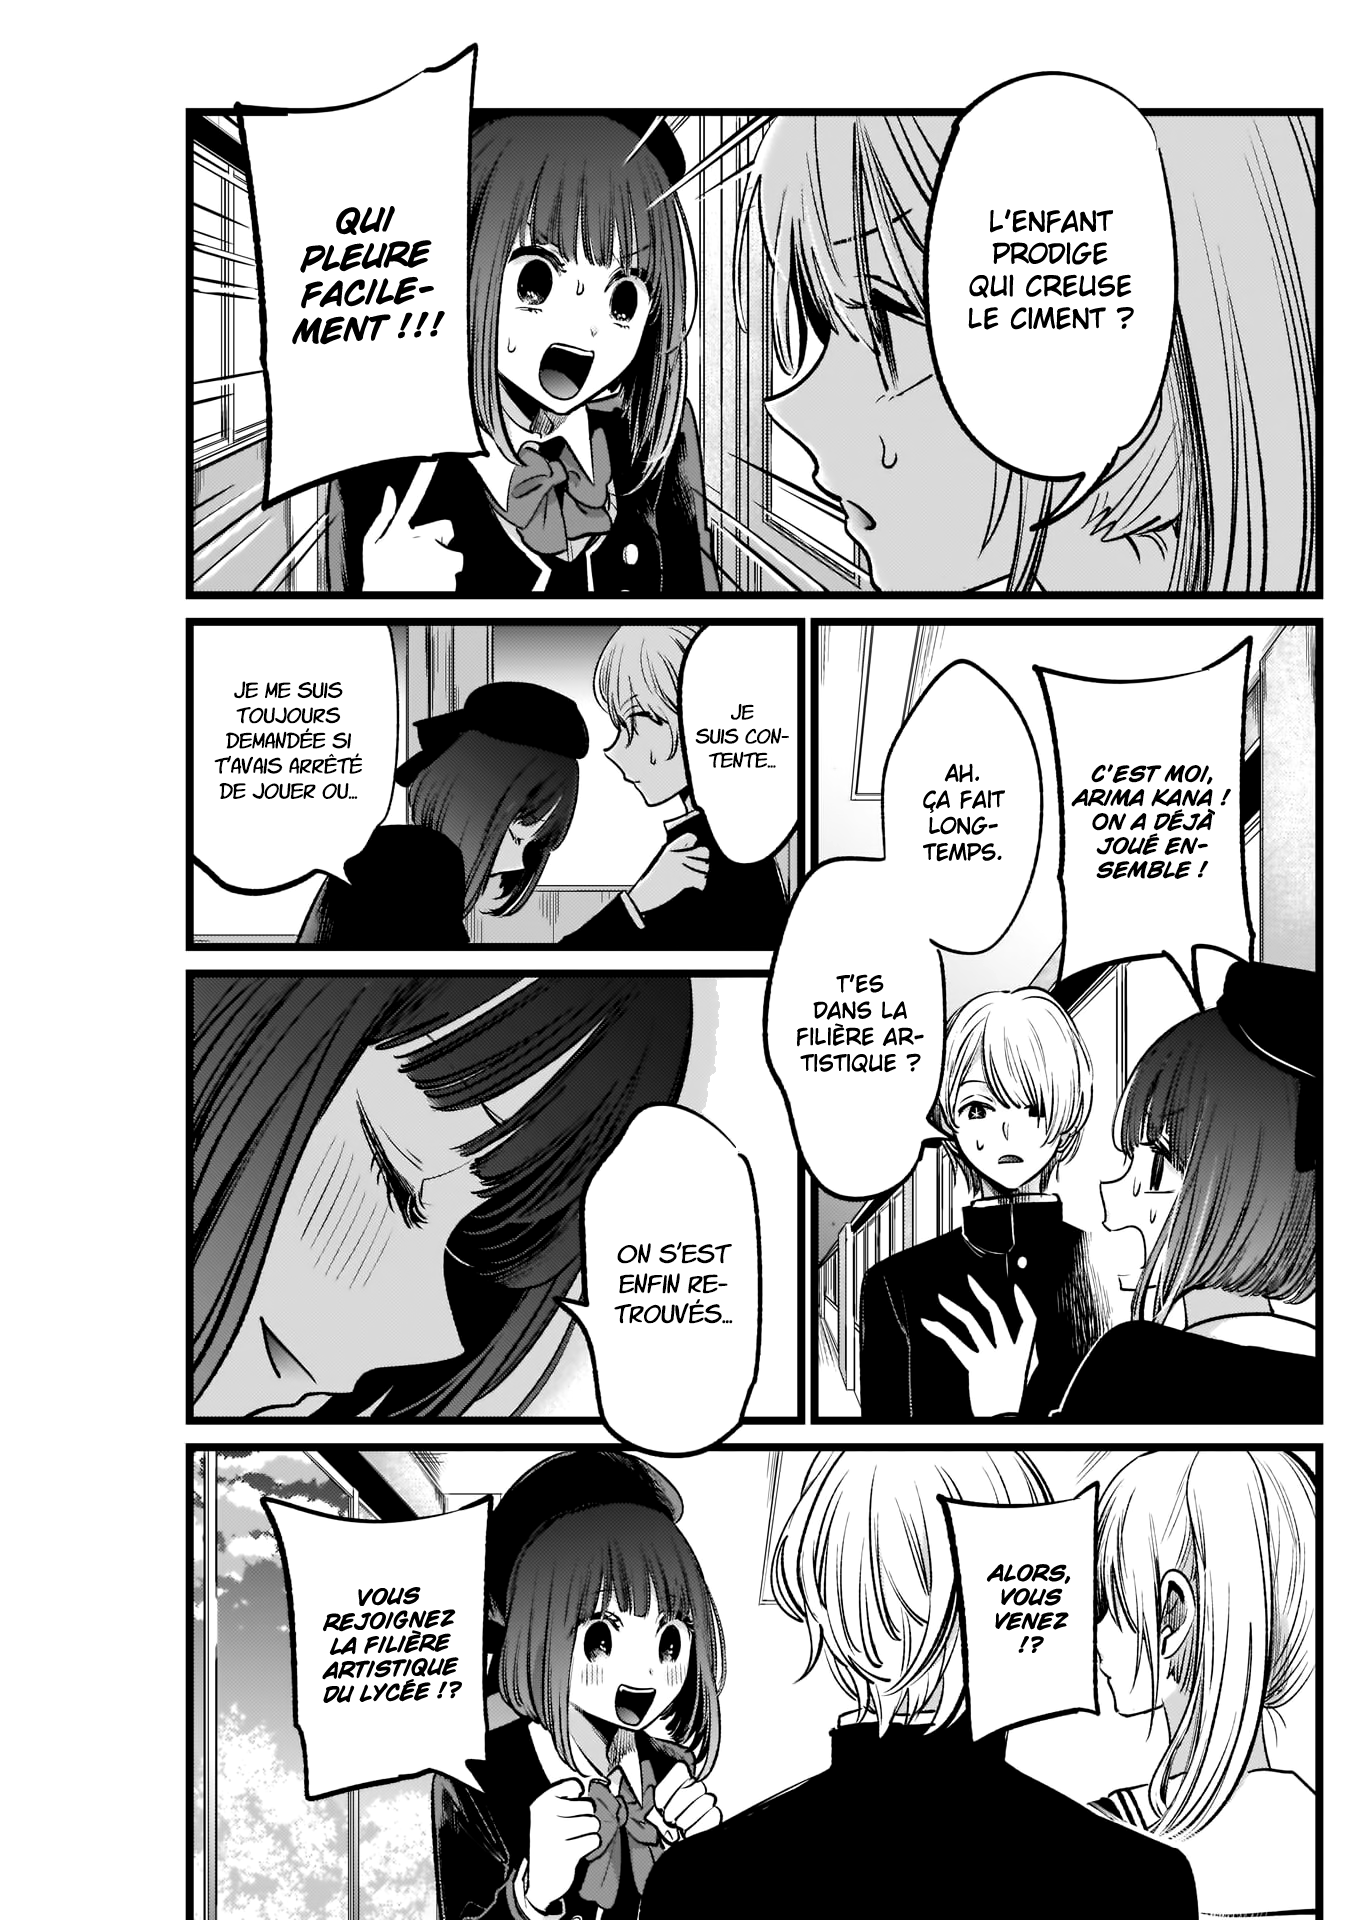 L'ENFANT
PRODIGE
QUI CREUSE
LE CIMENT ?
QUI
PLEURE
FACILE-
MENT !!!
C'EST MOI,
ARIMA KANA !
ON A DÉJÀ
JOUÉ EN-
SEMBLE !
AH.
ÇA FAIT
LONG-
TEMPS.
T'ES
DANS LA
FILIÈRE AR-
TISTIQUE ?
JE
SUIS CON-
TENTE...
JE ME SUIS
TOUJOURS
DEMANDÉE SI
T'AVAIS ARRÊTÉ
DE JOUER OU...
ON S'EST
ENFIN RE-
TROUVÉS...
ALORS,
VOUS
VENEZ
!?
VOUS
REJOIGNEZ
LA FILIÈRE
ARTISTIQUE
DU LYCÉE !?